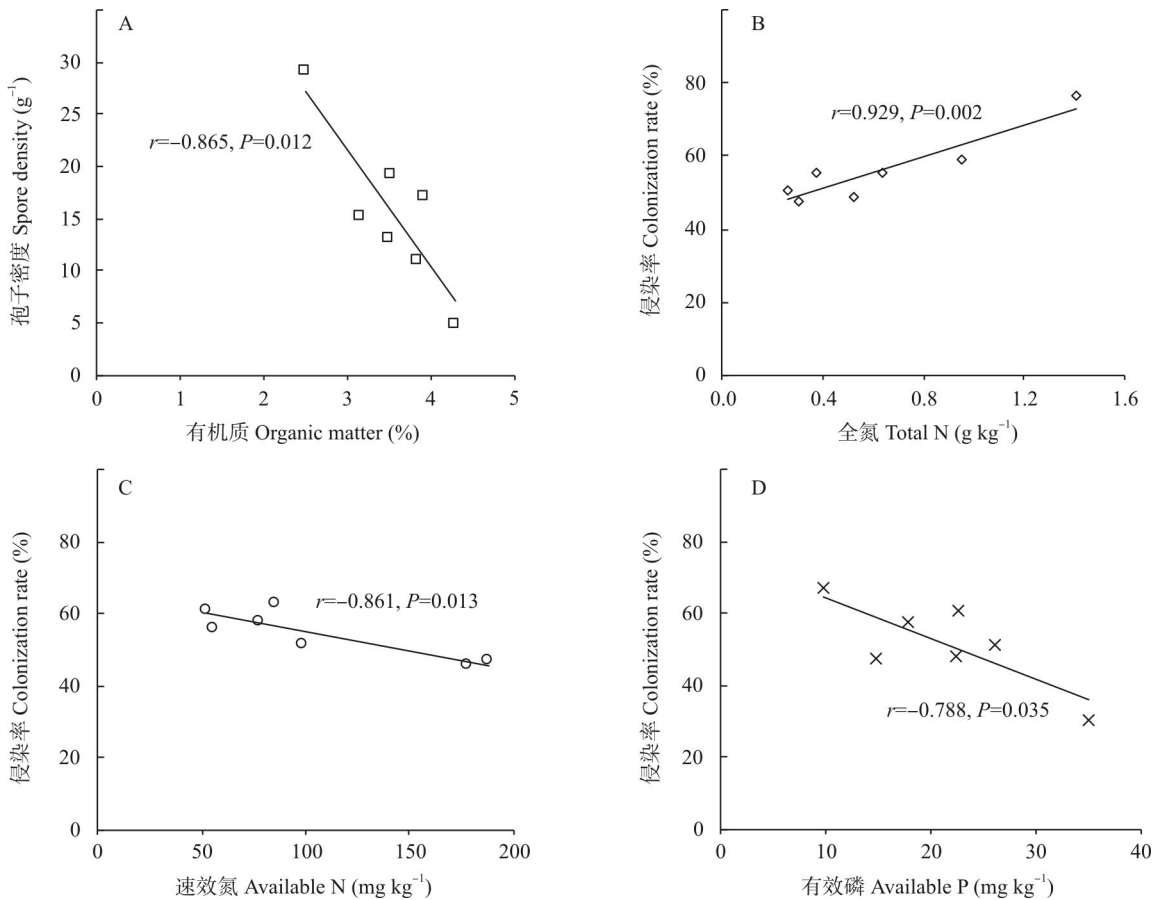 A
孢子密度 Spore density (g⁻¹)
30
25
20
15
10
5
0
r=−0.865, P=0.012
0 1 2 3 4 5
有机质 Organic matter (%)
B
侵染率 Colonization rate (%)
80
60
40
20
0
r=0.929, P=0.002
0.0 0.4 0.8 1.2 1.6
全氮 Total N (g kg⁻¹)
C
侵染率 Colonization rate (%)
80
60
40
20
0
r=−0.861, P=0.013
0 50 100 150 200
速效氮 Available N (mg kg⁻¹)
D
侵染率 Colonization rate (%)
80
60
40
20
0
r=−0.788, P=0.035
0 10 20 30 40
有效磷 Available P (mg kg⁻¹)